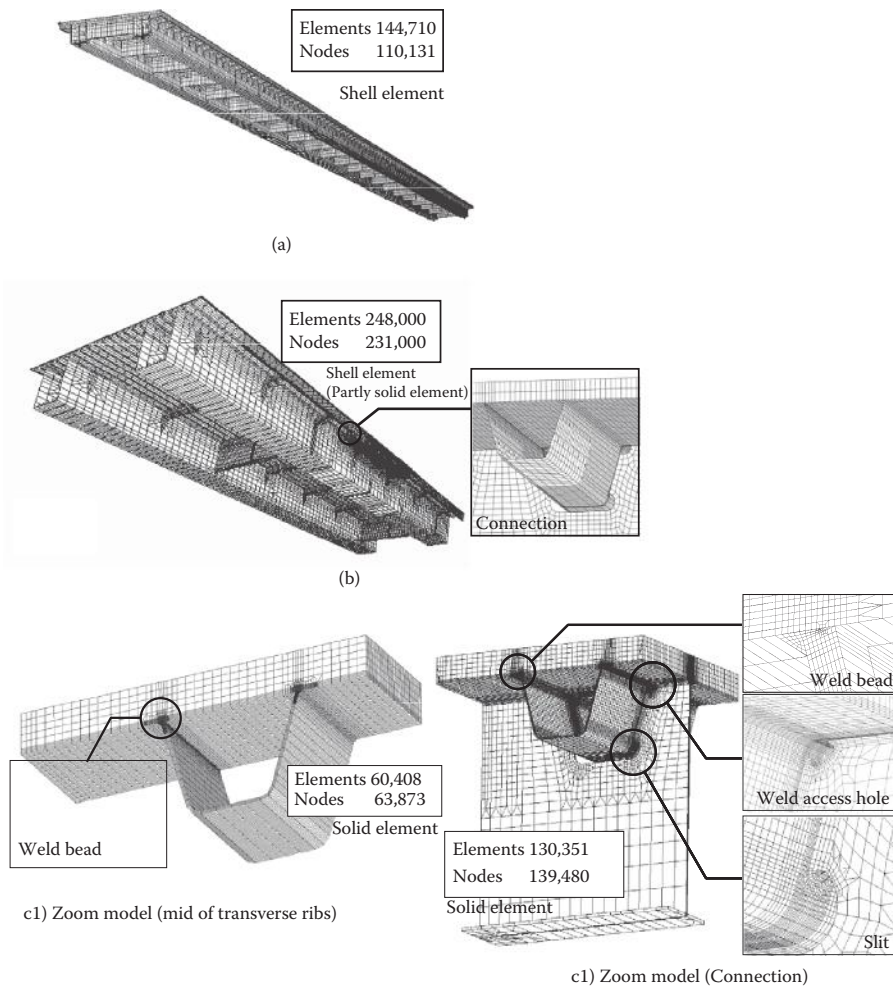 Elements 144,710
Nodes 110,131
Shell element
(a)
Elements 248,000
Nodes 231,000
Shell element
(Partly solid element)
Connection
(b)
Weld bead
Elements 60,408
Nodes 63,873
Solid element
c1) Zoom model (mid of transverse ribs)
Weld bead
Weld access hole
Elements 130,351
Nodes 139,480
Solid element
Slit
c1) Zoom model (Connection)